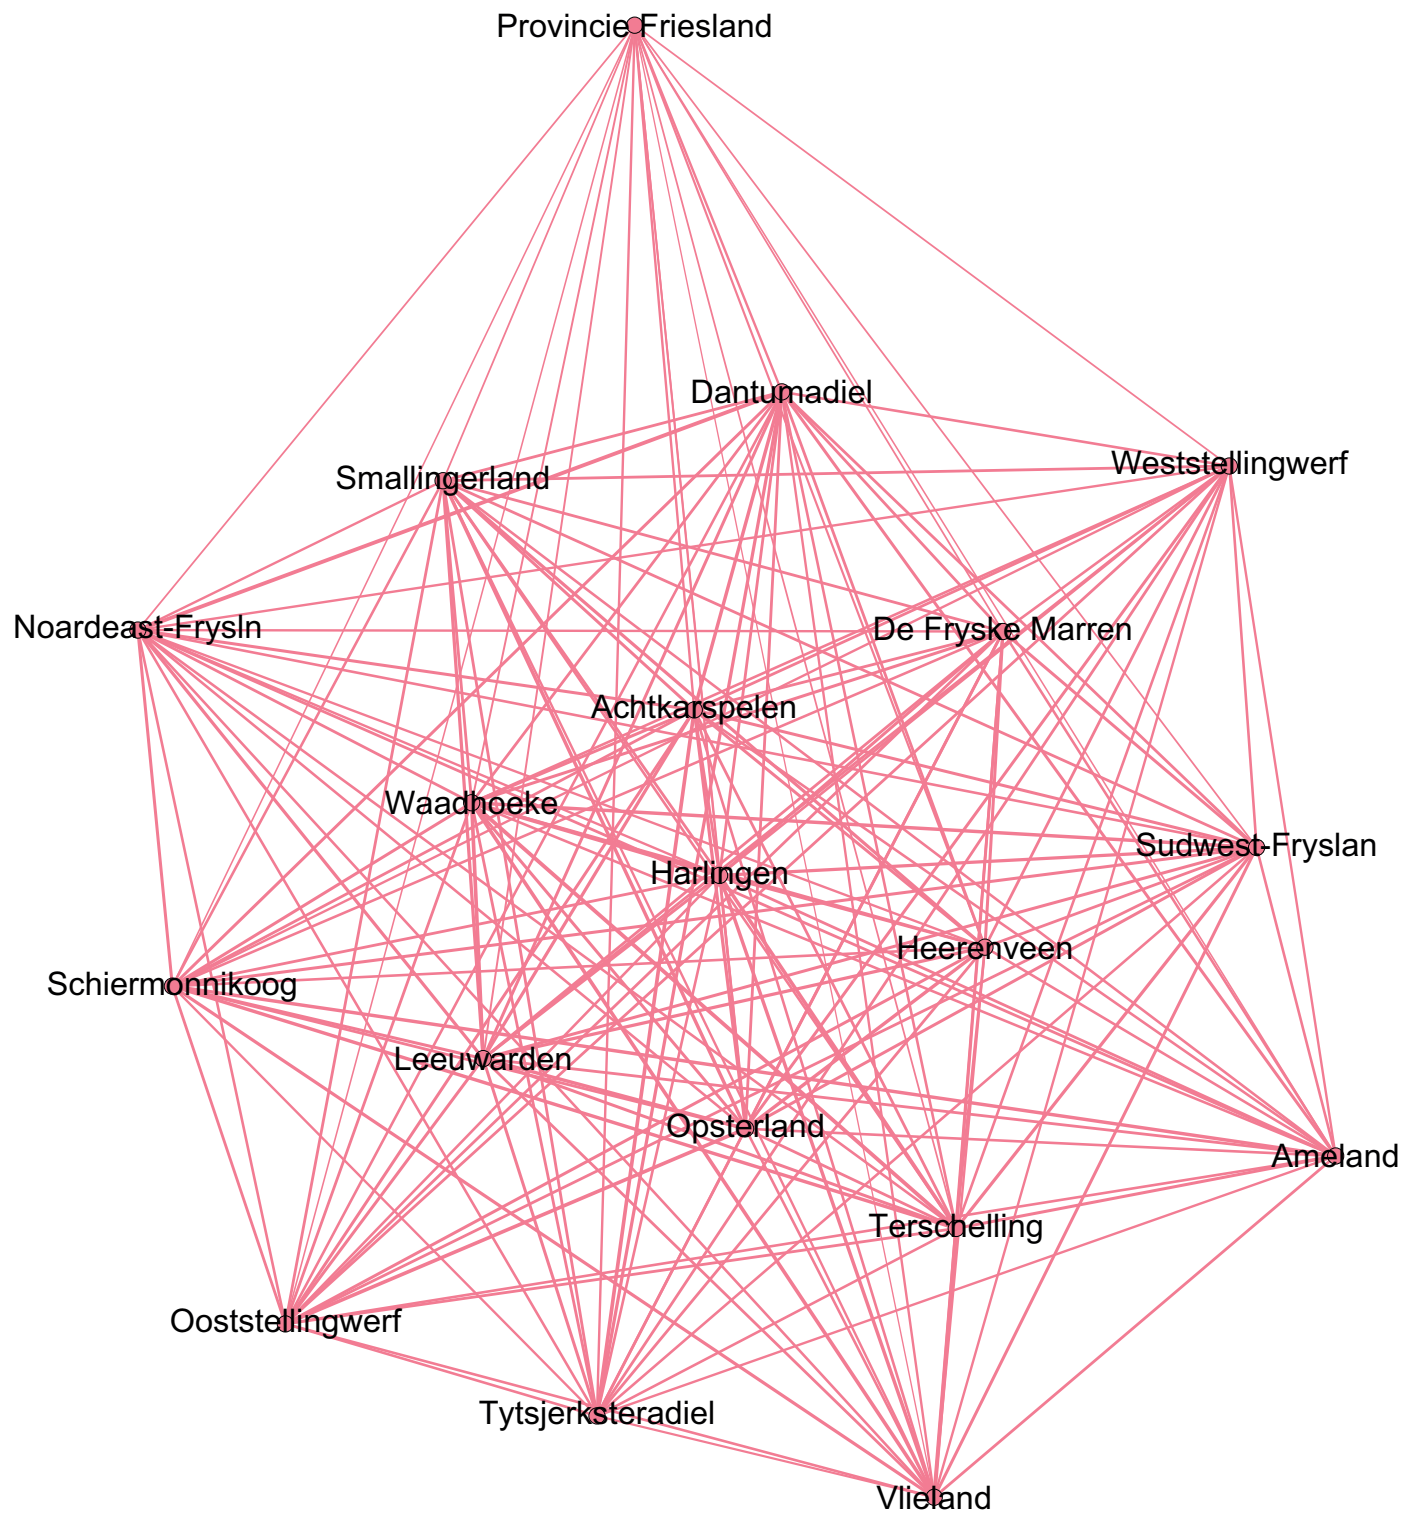 Provincie Friesland
Dantumadiel
Weststellingwerf
Smallingerland
Noardeast-Frysln
De Fryske Marren
Achtkarspelen
Waadhoeke
Sudwest-Fryslan
Harlingen
Heerenveen
Schiermonnikoog
Leeuwarden
Opsterland
Ameland
Terschelling
Ooststellingwerf
Tytsjerksteradiel
Vlieland